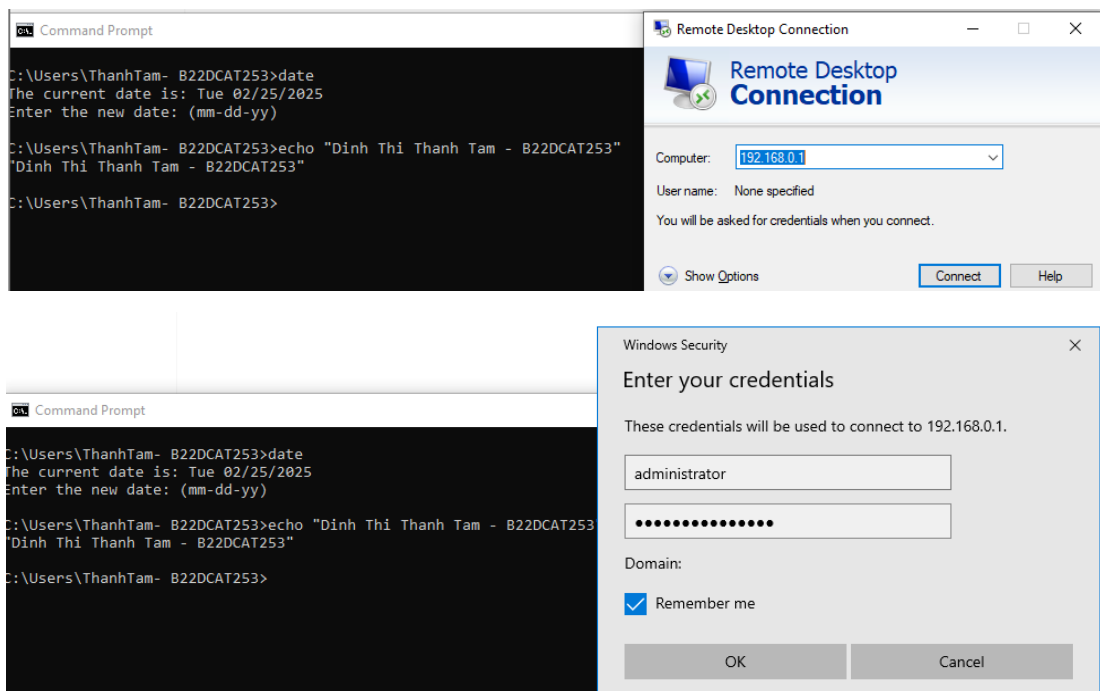 Command Prompt
C:\Users\ThanhTam- B22DCAT253>date
The current date is: Tue 02/25/2025
Enter the new date: (mm-dd-yy)
C:\Users\ThanhTam- B22DCAT253>echo "Dinh Thi Thanh Tam - B22DCAT253"
"Dinh Thi Thanh Tam - B22DCAT253"
C:\Users\ThanhTam- B22DCAT253>
Remote Desktop Connection
Remote Desktop
Connection
Computer: 192.168.0.1
User name: None specified
You will be asked for credentials when you connect.
Show Options
Connect Help
Command Prompt
C:\Users\ThanhTam- B22DCAT253>date
The current date is: Tue 02/25/2025
Enter the new date: (mm-dd-yy)
C:\Users\ThanhTam- B22DCAT253>echo "Dinh Thi Thanh Tam - B22DCAT253"
"Dinh Thi Thanh Tam - B22DCAT253"
C:\Users\ThanhTam- B22DCAT253>
Windows Security
Enter your credentials
These credentials will be used to connect to 192.168.0.1.
administrator
Domain:
Remember me
OK Cancel